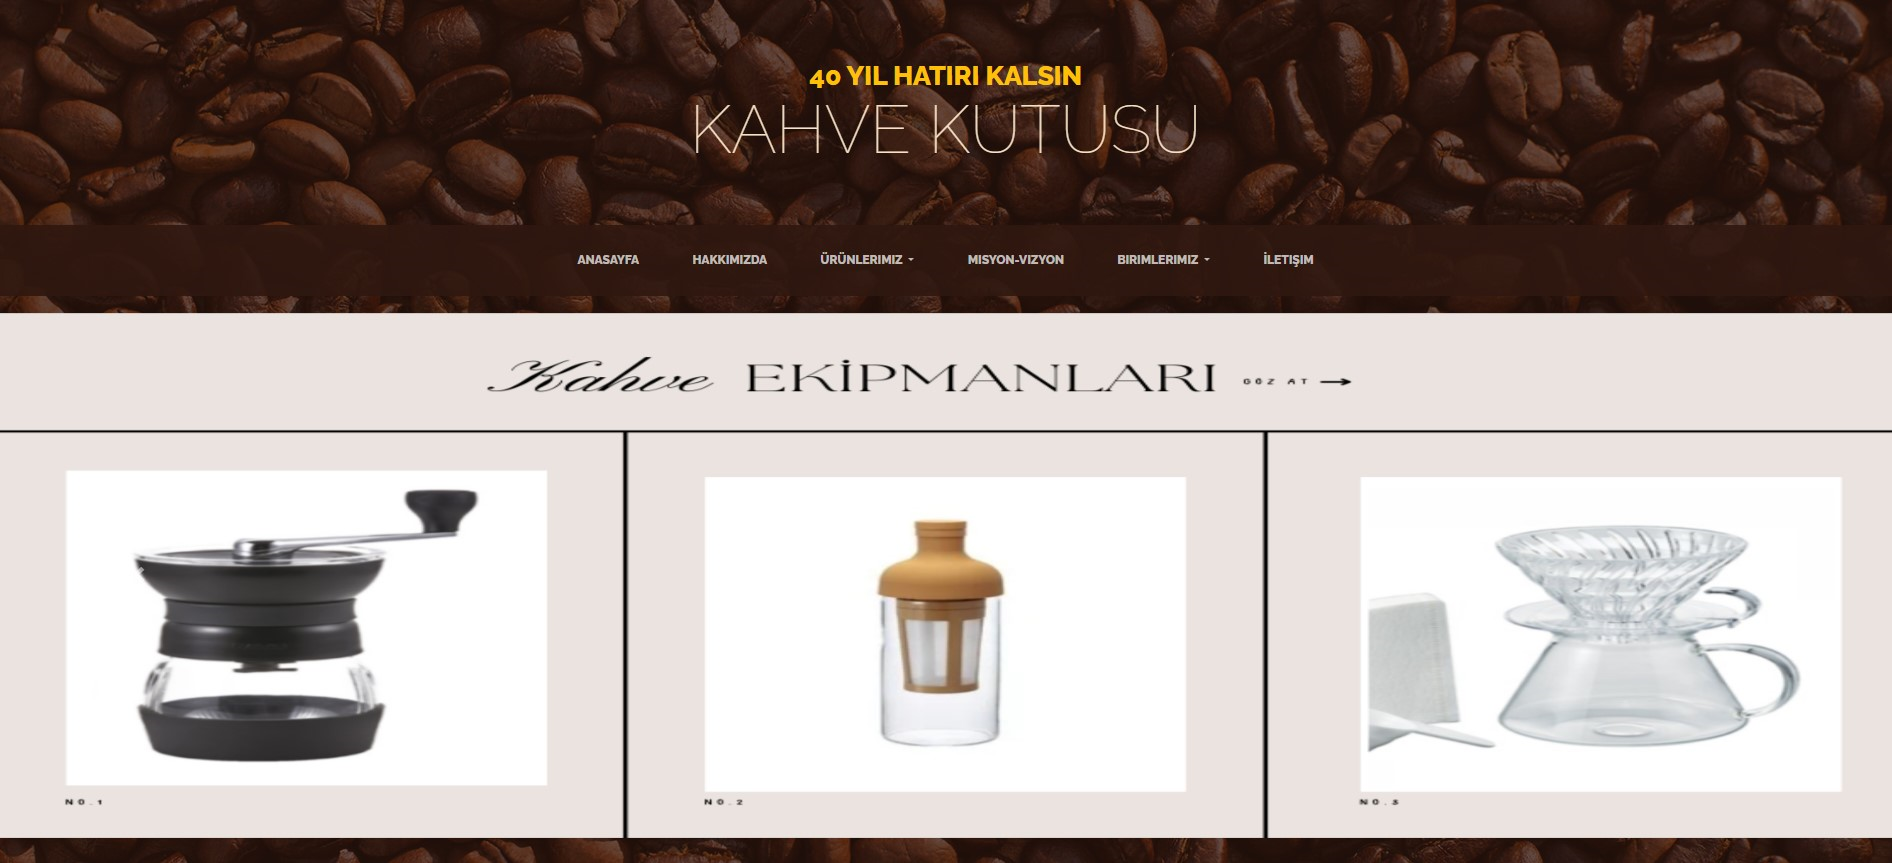 40 YIL HATIRI KALSIN
KAHVE KUTUSU
ANASAYFA HAKKIMIZDA ÜRÜNLERIMIZ MISYON-VIZYON BIRIMLERIMIZ İLETIŞIM
Kahve EKİPMANLARI GÖZ AT →
NO.1 NO.2 NO.3